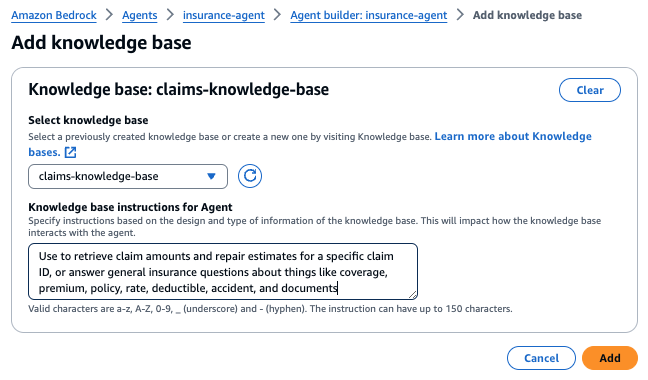 Amazon Bedrock > Agents > insurance-agent > Agent builder: insurance-agent > Add knowledge base
Add knowledge base
Knowledge base: claims-knowledge-base
Clear
Select knowledge base
Select a previously created knowledge base or create a new one by visiting Knowledge base. Learn more about Knowledge
bases.
claims-knowledge-base
Knowledge base instructions for Agent
Specify instructions based on the design and type of information of the knowledge base. This will impact how the knowledge base
interacts with the agent.
Use to retrieve claim amounts and repair estimates for a specific claim
ID, or answer general insurance questions about things like coverage,
premium, policy, rate, deductible, accident, and documents
Valid characters are a-z, A-Z, 0-9, _ (underscore) and - (hyphen). The instruction can have up to 150 characters.
Cancel
Add